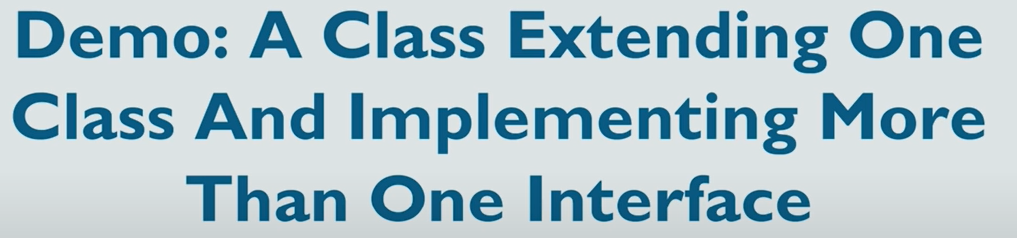 Demo: A Class Extending One
Class And Implementing More
Than One Interface